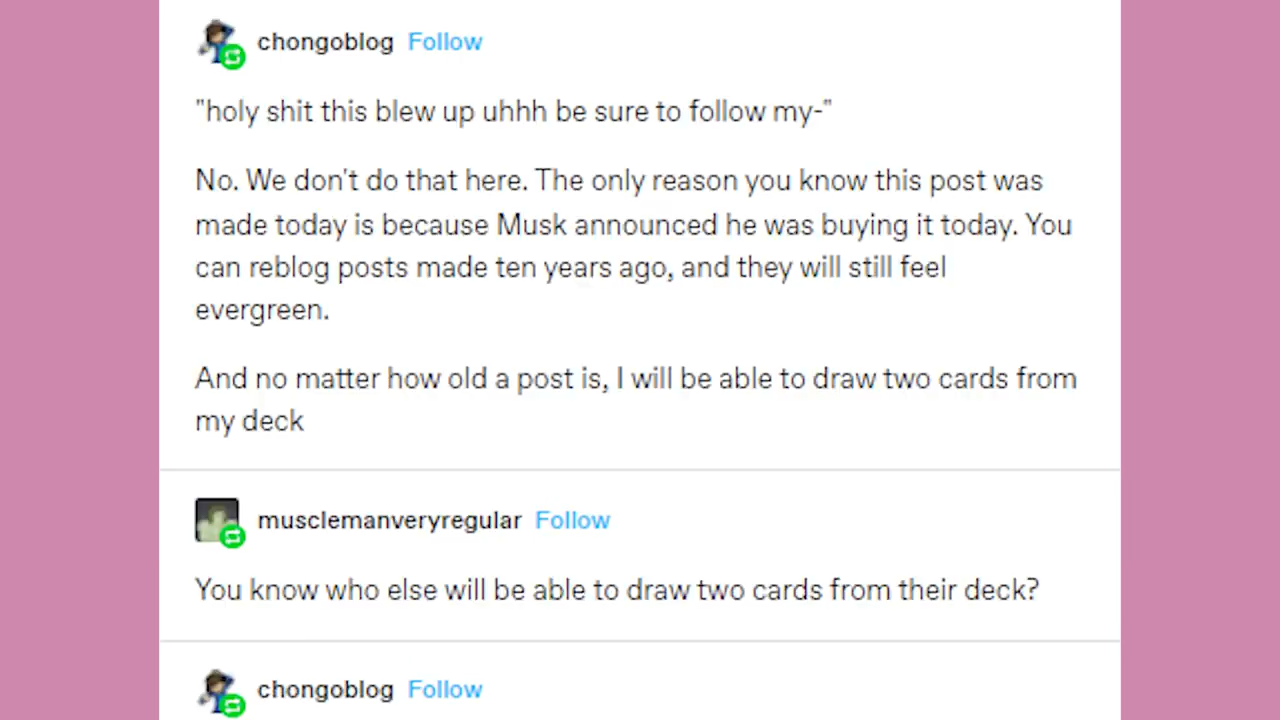 chongoblog Follow
"holy shit this blew up uhhh be sure to follow my-"
No. We don't do that here. The only reason you know this post was
made today is because Musk announced he was buying it today. You
can reblog posts made ten years ago, and they will still feel
evergreen.
And no matter how old a post is, I will be able to draw two cards from
my deck
musclemanveryregular Follow
You know who else will be able to draw two cards from their deck?
chongoblog Follow